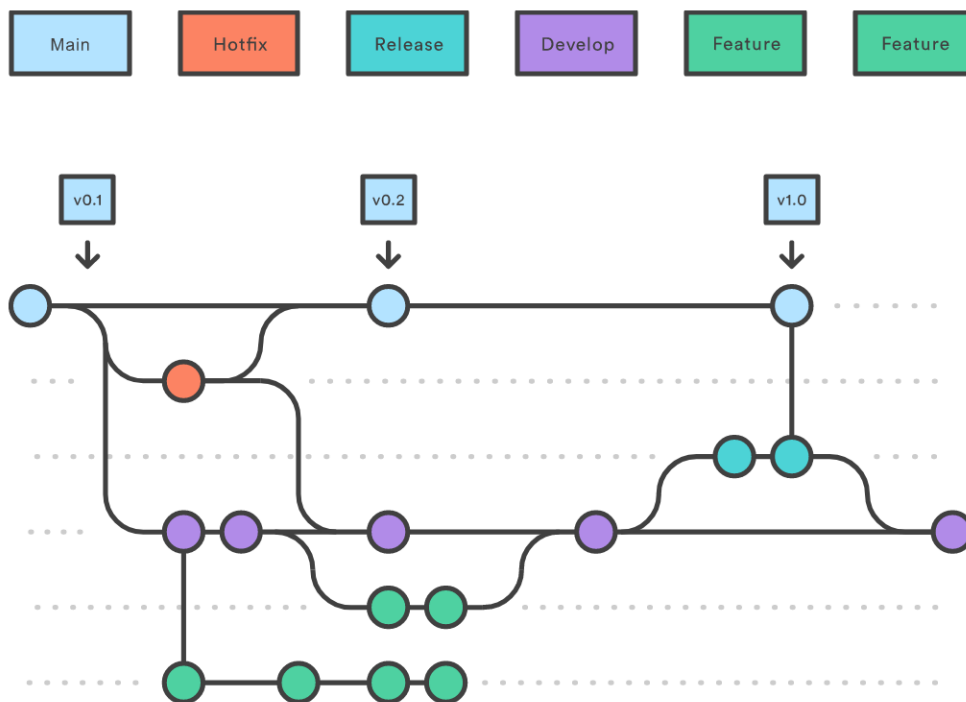 Main
Hotfix
Release
Develop
Feature
Feature
v0.1
v0.2
v1.0